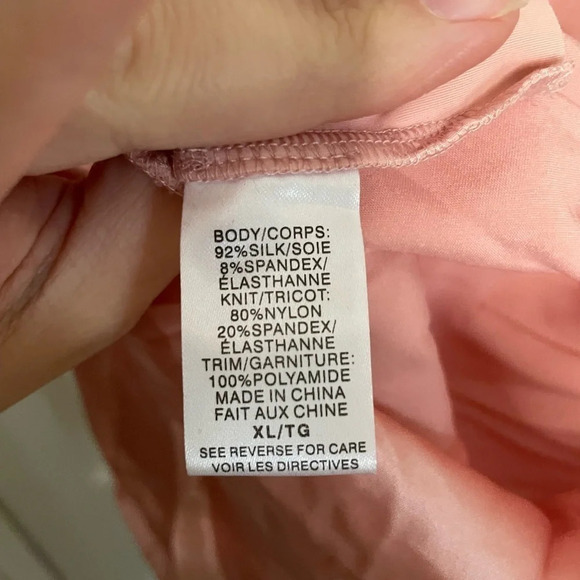 BODY/CORPS:
92%SILK/SOIE
8%SPANDEX/
ÉLASTHANNE
KNIT/TRICOT:
80%NYLON
20%SPANDEX/
ÉLASTHANNE
TRIM/GARNITURE:
100%POLYAMIDE
MADE IN CHINA
FAIT AUX CHINE
XL/TG
SEE REVERSE FOR CARE
VOIR LES DIRECTIVES